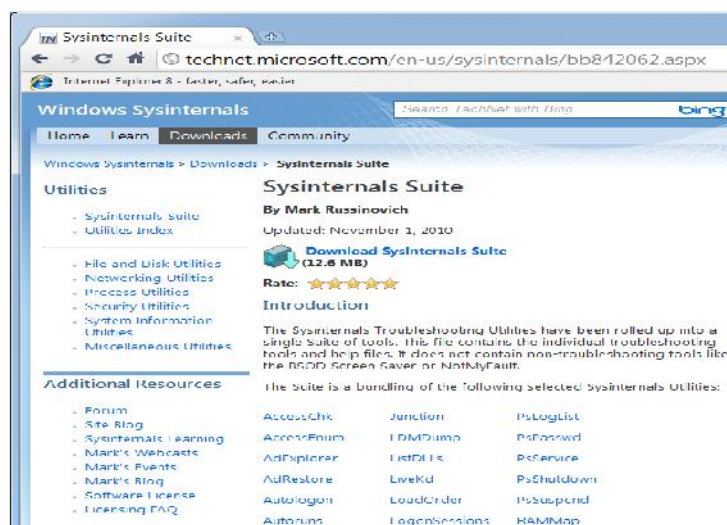 Sysinternals Suite
technet.microsoft.com/en-us/sysinternals/bb842062.aspx
Internet Explorer 8 - faster, safer, easier
Windows Sysinternals
Search TechNet with Bing
bing
Home Learn Downloads Community
Windows Sysinternals > Downloads > Sysinternals Suite
Utilities
Sysinternals Suite
Utilities Index
File and Disk Utilities
Networking Utilities
Process Utilities
Security Utilities
System Information
Utilities
Miscellaneous Utilities
Additional Resources
Forum
Site Blog
Sysinternals Learning
Mark's Webcasts
Mark's Events
Mark's Blog
Software License
Licensing FAQ
Sysinternals Suite
By Mark Russinovich
Updated: November 1, 2010
Download Sysinternals Suite
(12.6 MB)
Rate:
Introduction
The Sysinternals Troubleshooting Utilities have been rolled up into a
single Suite of tools. This file contains the individual troubleshooting
tools and help files. It does not contain non-troubleshooting tools like
the BSOD Screen Saver or NotMyFault.
The Suite is a bundling of the following selected Sysinternals Utilities:
AccessChk Junction PsLogList
AccessEnum LDMDump PsPasswd
AdExplorer ListDLLs PsService
AdRestore LiveKd PsShutdown
Autologon LoadOrder PsSuspend
Autoruns LogonSessions RAMMap